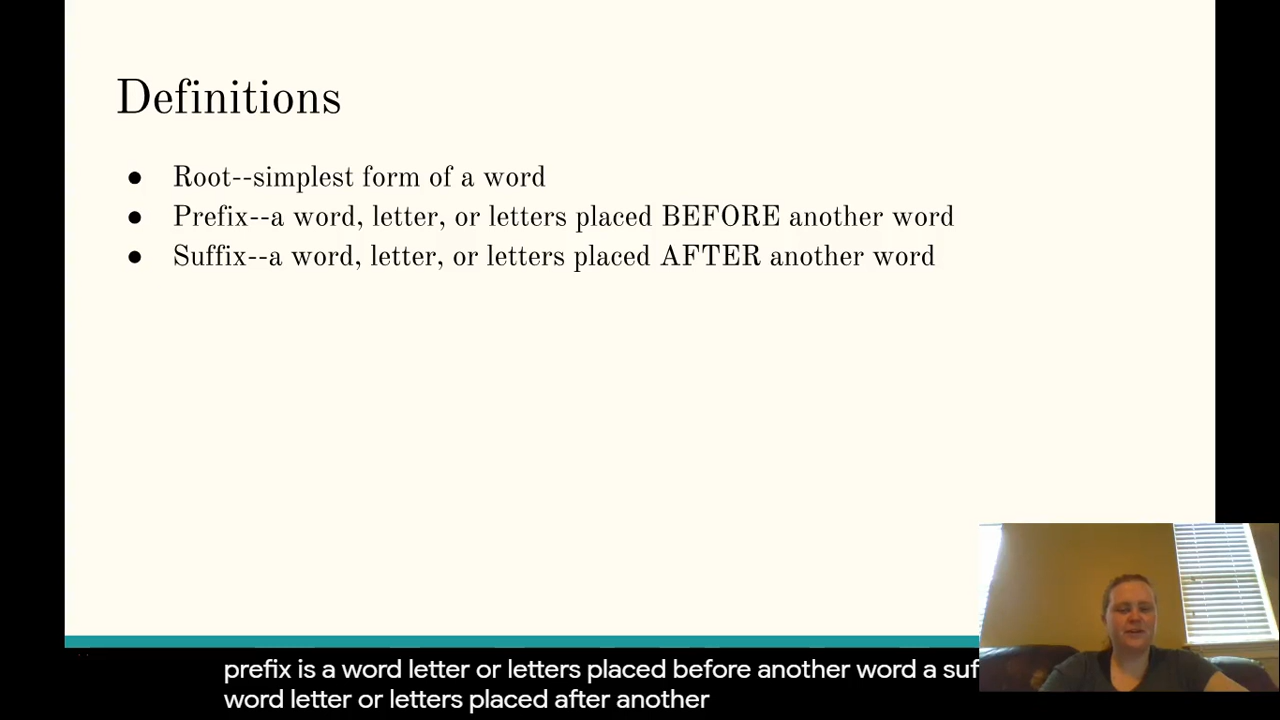 Definitions
● Root--simplest form of a word
● Prefix--a word, letter, or letters placed BEFORE another word
● Suffix--a word, letter, or letters placed AFTER another word
prefix is a word letter or letters placed before another word a suf
word letter or letters placed after another